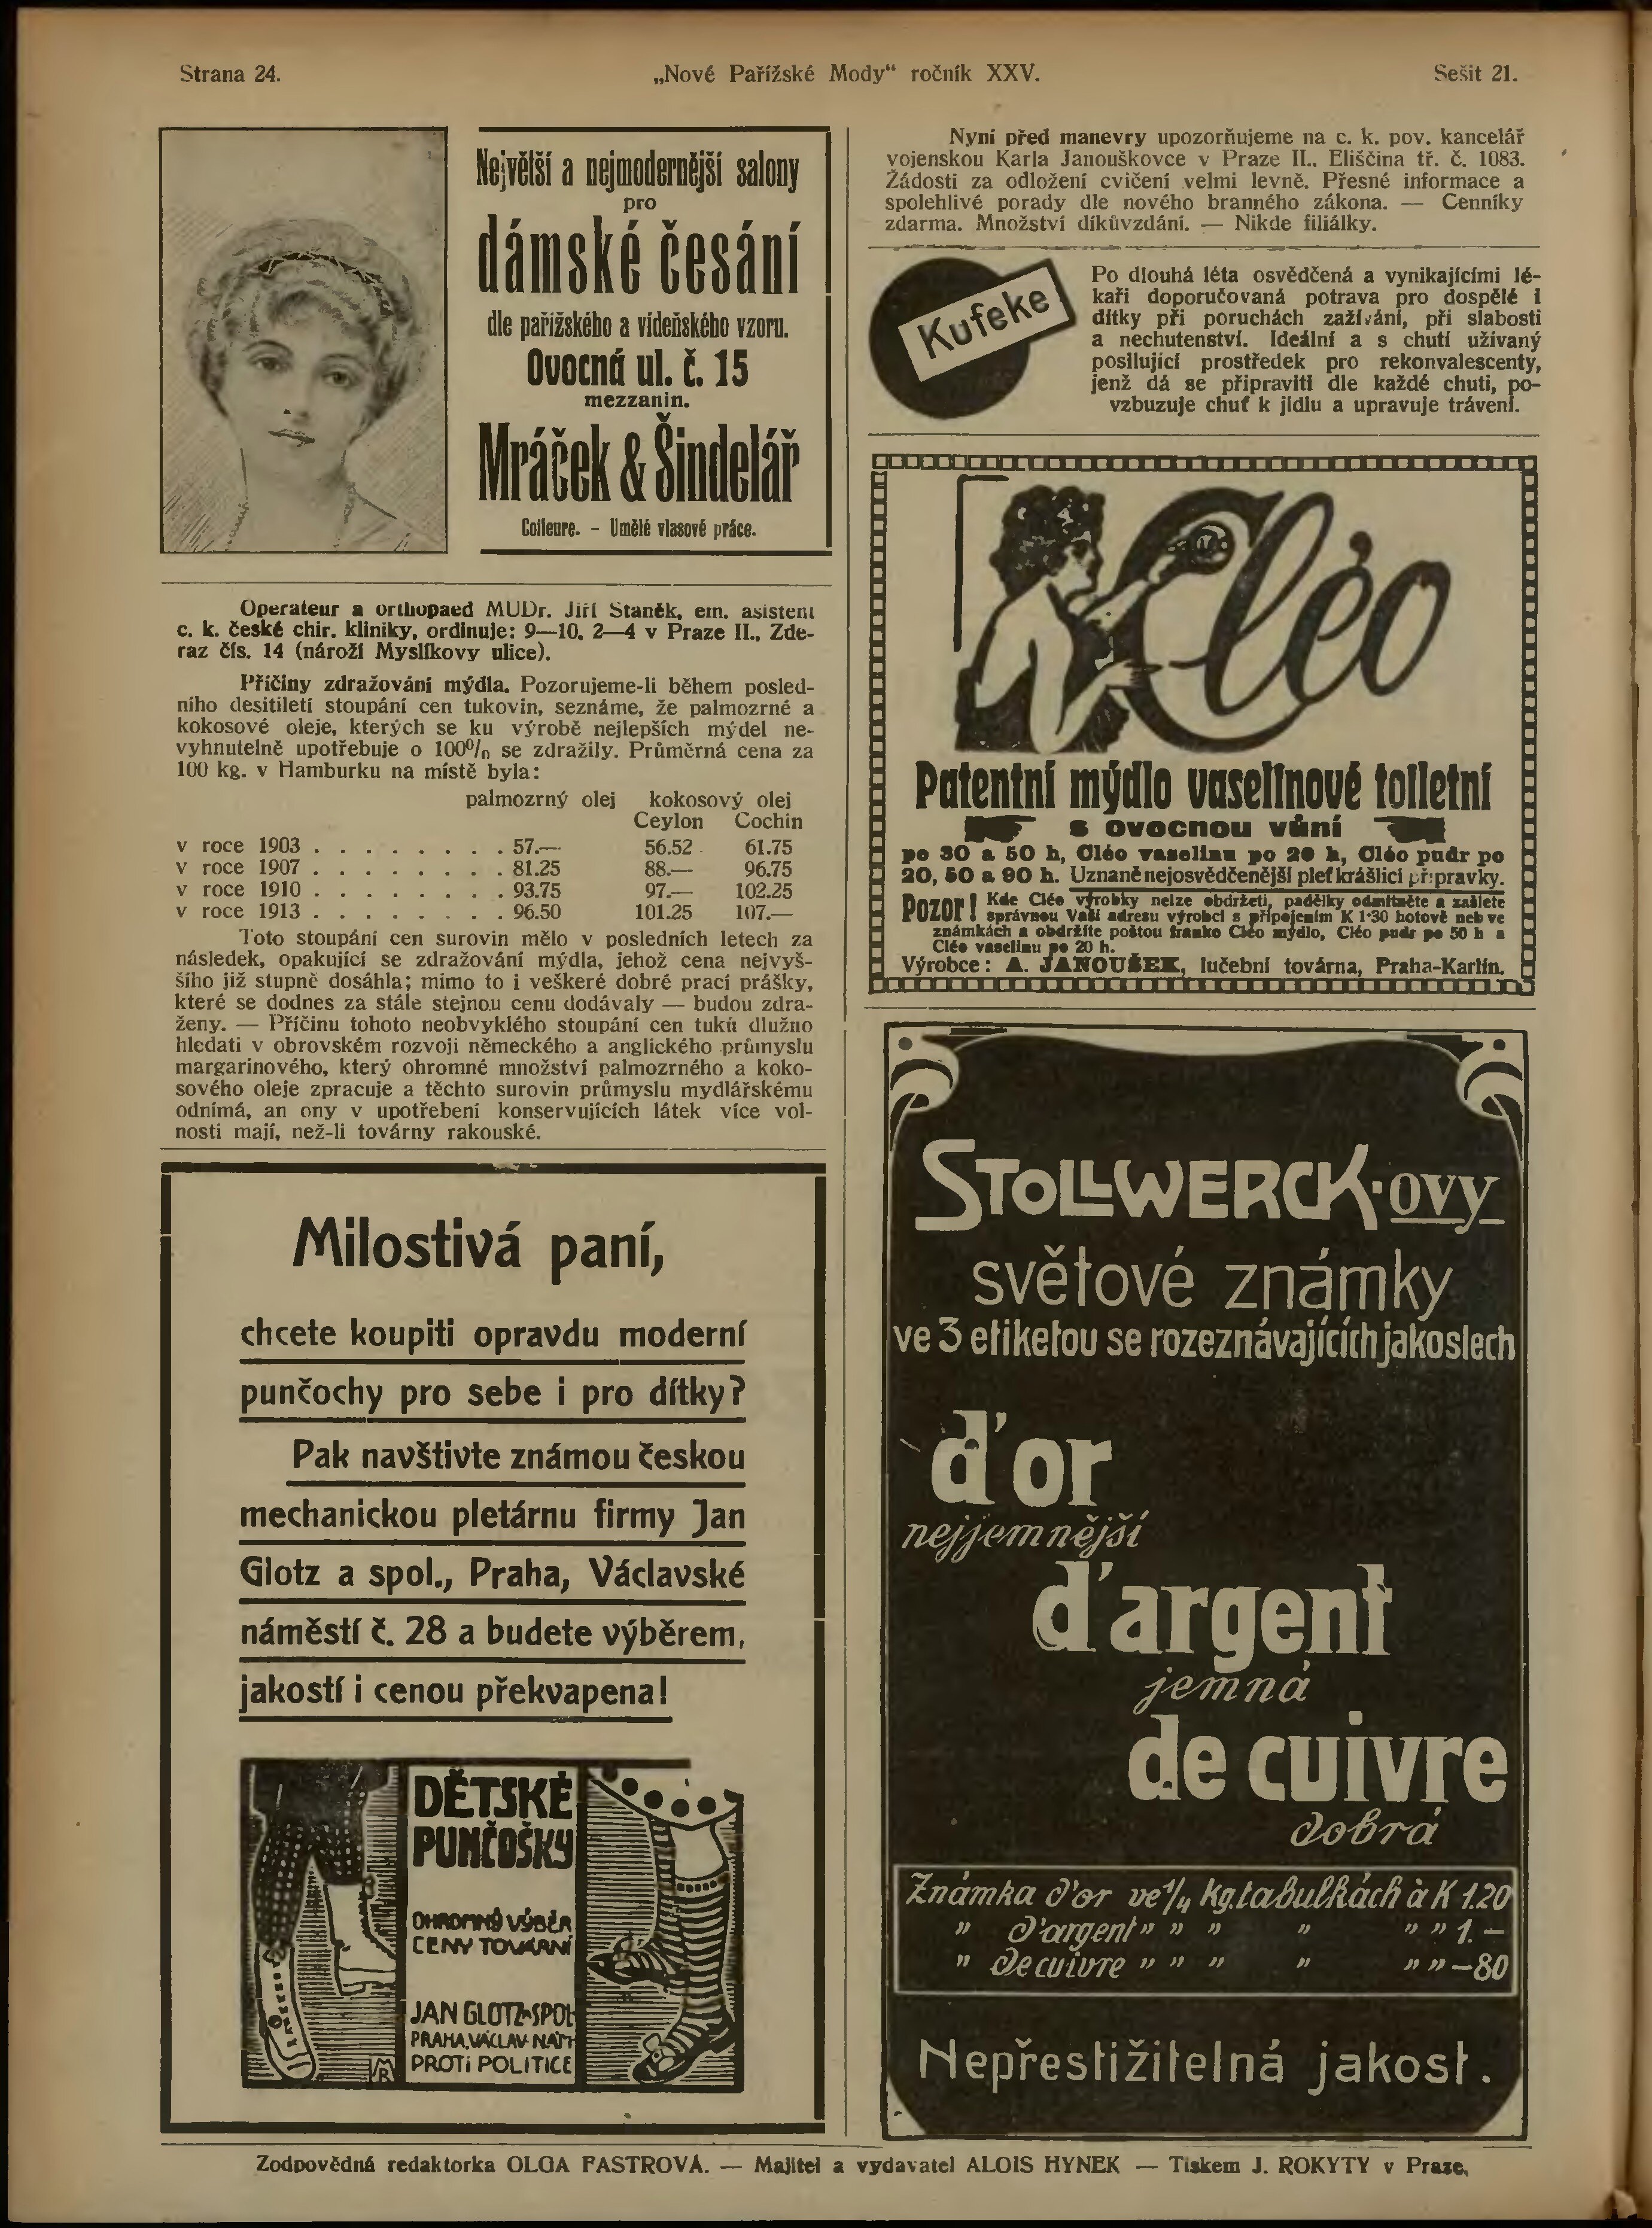 Strana 24.
„Nové Pařížské Mody“ ročník XXV.
Sešit 21.
Největší a nejmodernější salony
pro
dámské česání
dle pařížského a vídeňského vzoru.
Ovocná ul. č. 15
mezzanin.
Mráček & Šindelář
Coiffeure. - Umělé vlasové práce.
Operateur a orthopaed MUDr. Jiří Staněk, em. asistent
c. k. české chir. kliniky, ordinuje: 9—10, 2—4 v Praze II., Zde-
raz čís. 14 (nároží Myslíkovy ulice).
Příčiny zdražování mýdla. Pozorujeme-li během posled-
ního desítiletí stoupání cen tukovin, seznáme, že palmozrné a
kokosové oleje, kterých se ku výrobě nejlepších mýdel ne-
vyhnutelně upotřebuje o 100% se zdražily. Průměrná cena za
100 kg. v Hamburku na místě byla:
palmozrný olej kokosový olej
Ceylon Cochin
v roce 1903 . . . . . . . . . 57.— 56.52 61.75
v roce 1907 . . . . . . . . . 81.25 88.— 96.75
v roce 1910 . . . . . . . . . 93.75 97.— 102.25
v roce 1913 . . . . . . . . . 96.50 101.25 107.—
Toto stoupání cen surovin mělo v posledních letech za
následek, opakující se zdražování mýdla, jehož cena nejvyš-
šího již stupně dosáhla; mimo to i veškeré dobré prací prášky,
které se dodnes za stále stejnou cenu dodávaly — budou zdra-
ženy. — Příčinu tohoto neobvyklého stoupání cen tuků dlužno
hledati v obrovském rozvoji německého a anglického průmyslu
margarinového, který ohromné množství palmozrného a koko-
sového oleje zpracuje a těchto surovin průmyslu mydlářskému
odnímá, an ony v upotřebení konservujících látek více vol-
nosti mají, než-li továrny rakouské.
Milostivá paní,
chcete koupiti opravdu moderní
punčochy pro sebe i pro dítky?
Pak navštivte známou českou
mechanickou pletárnu firmy Jan
Glotz a spol., Praha, Václavské
náměstí č. 28 a budete výběrem,
jakostí i cenou překvapena!
DĚTSKÉ
PUNČOŠKY
OHROMNÝ VÝBĚR
CENY TOVÁRNÍ
JAN GLOTZ A SPOL
PRAHA, VÁCLAV. NÁM
PROTI POLITICE
Nyní před manevry upozorňujeme na c. k. pov. kancelář
vojenskou Karla Janouškovce v Praze II., Eliščina tř. č. 1083.
Žádosti za odložení cvičení velmi levně. Přesné informace a
spolehlivé porady dle nového branného zákona. — Cenníky
zdarma. Množství díkůvzdání. — Nikde filiálky.
Kufeke
Po dlouhá léta osvědčená a vynikajícími lé-
kaři doporučovaná potrava pro dospělé i
dítky při poruchách zažívání, při slabosti
a nechutenství. Ideální a s chutí užívaný
posilující prostředek pro rekonvalescenty,
jenž dá se připraviti dle každé chuti, po-
vzbuzuje chuť k jídlu a upravuje trávení.
Cléo
Patentní mýdlo vaselinové toiletní
s ovocnou vůní
po 30 a 50 h, Cléo vaselina po 20 h, Cléo pudr po
20, 50 a 90 h. Uznaně nejosvědčenější pleť krášlící přípravky.
Pozor! Kde Cléo výrobky nelze obdržeti, padělky odmítněte a zašlete
správnou Vaši adresu výrobci s připojením K 1·30 hotově neb ve
známkách a obdržíte poštou franko Cléo mýdlo, Cléo pudr po 50 h a
Cléo vaselinu po 20 h.
Výrobce: A. JANOUŠEK, lučební továrna, Praha-Karlín.
STOLLWERCK·ovy
světové známky
ve 3 etiketou se rozeznávajících jakostech
d'or
nejjemnější
d'argent
jemná
de cuivre
dobrá
Známka d'or ve 1/4 kg. tabulkách à K 1.20
" d'argent " " " " " " 1.—
" De cuivre " " " " " " —80
Nepřestižitelná jakost.
Zodpovědná redaktorka OLGA FASTROVÁ. — Majitel a vydavatel ALOIS HYNEK — Tiskem J. ROKYTY v Praze.